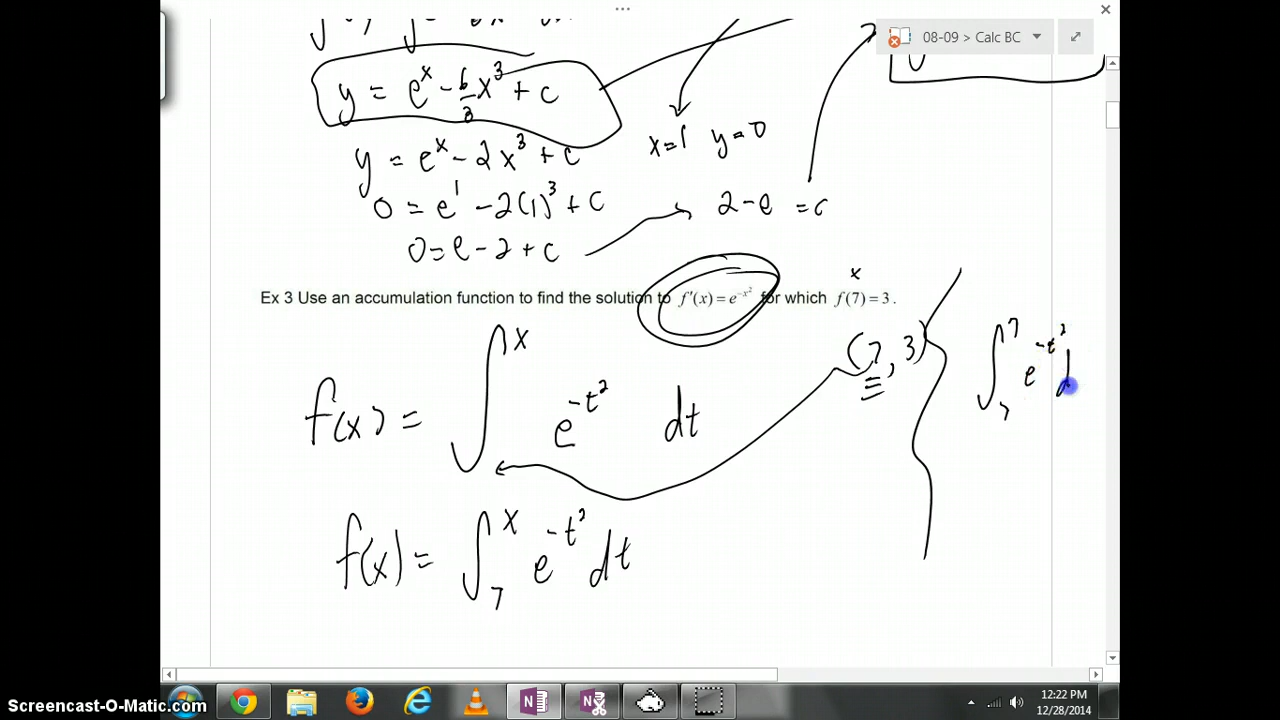 08-09 > Calc BC
y = e^x - 6/3 x^3 + c
x=1 y=0
y = e^x - 2x^3 + c
0 = e^1 - 2(1)^3 + c
2-e = c
0 = e - 2 + c
x
Ex 3 Use an accumulation function to find the solution to f′(x) = e^{-x^2} for which f(7) = 3.
(7, 3)
f(x) = ∫^x e^{-t^2} dt
∫_7^7 e^{-t^2} d
f(x) = ∫_7^x e^{-t^2} dt
Screencast-O-Matic.com
12:22 PM
12/28/2014